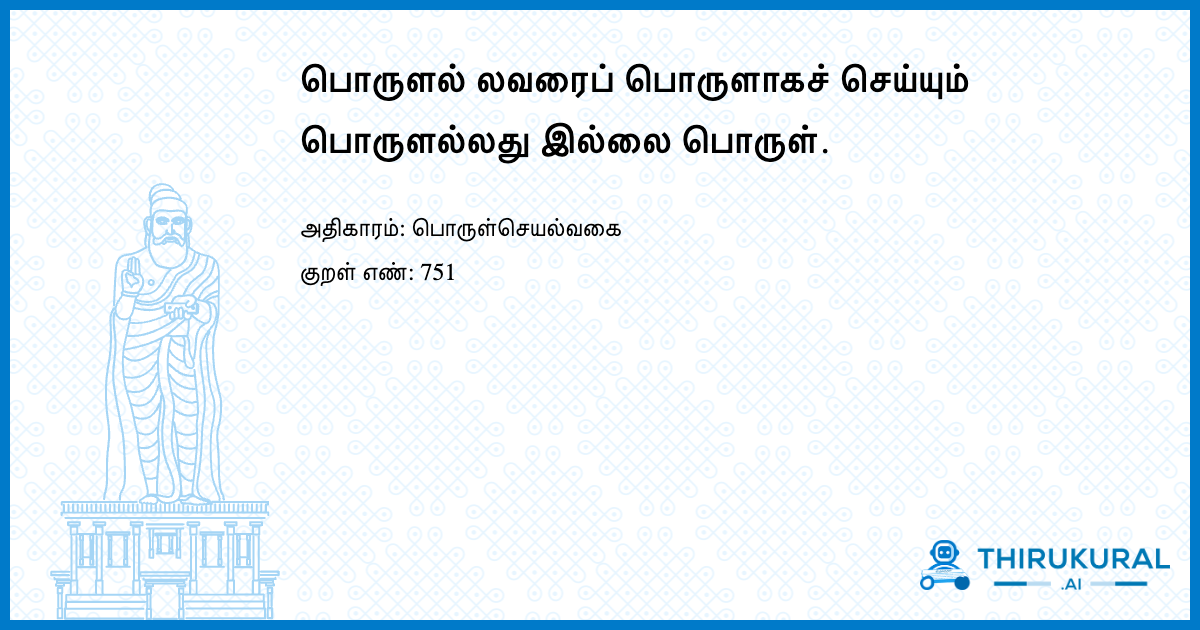 பொருளல் லவரைப் பொருளாகச் செய்யும்
பொருளல்லது இல்லை பொருள்.
அதிகாரம்: பொருள்செயல்வகை
குறள் எண்: 751
THIRUKURAL
.AI